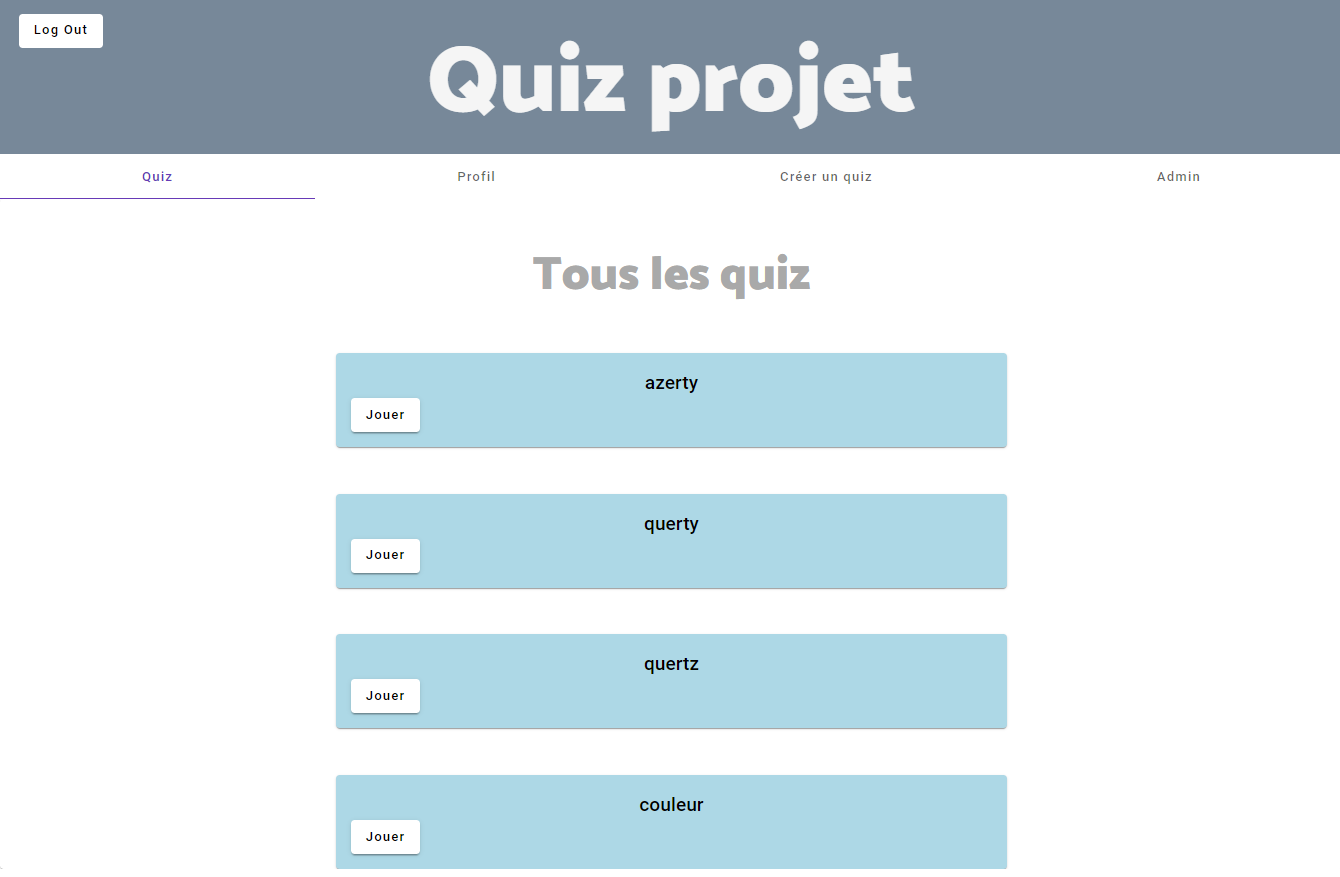 Log Out
Quiz projet
Quiz Profil Créer un quiz Admin
Tous les quiz
azerty
Jouer
querty
Jouer
quertz
Jouer
couleur
Jouer